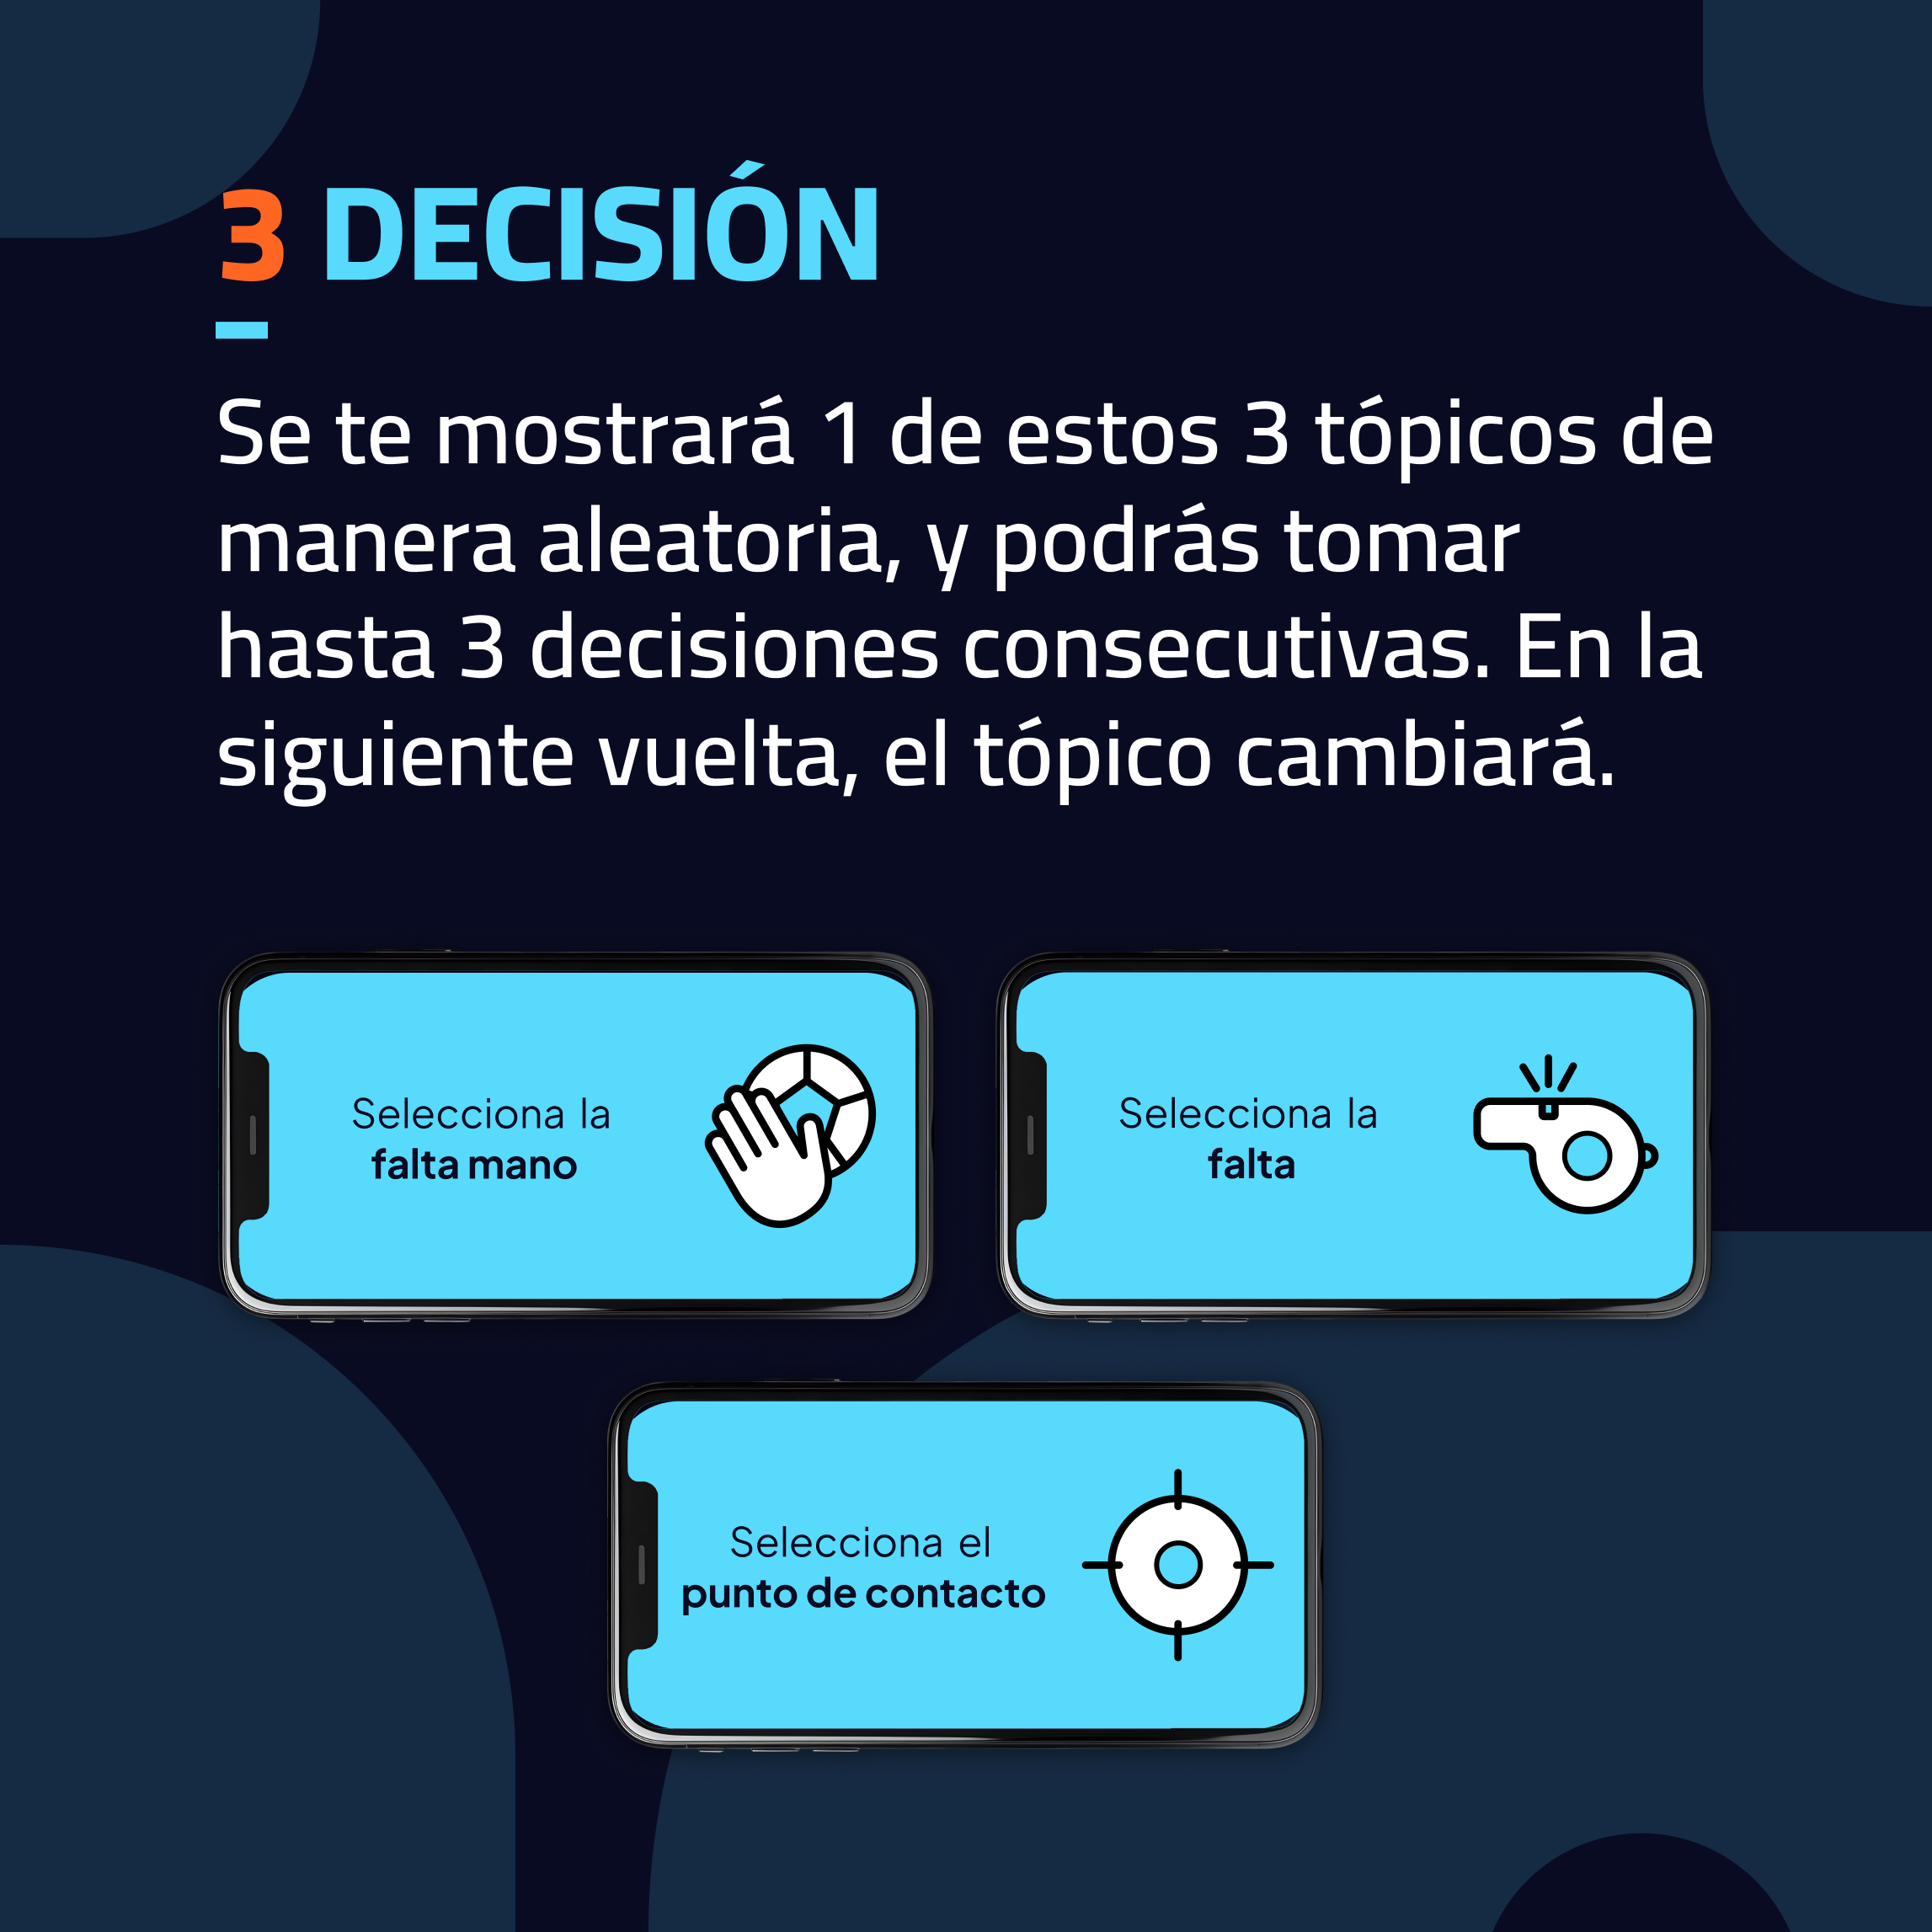 3 DECISIÓN
Se te mostrará 1 de estos 3 tópicos de
manera aleatoria, y podrás tomar
hasta 3 decisiones consecutivas. En la
siguiente vuelta, el tópico cambiará.
Selecciona la
falta mano
Selecciona la
falta
Selecciona el
punto de contacto